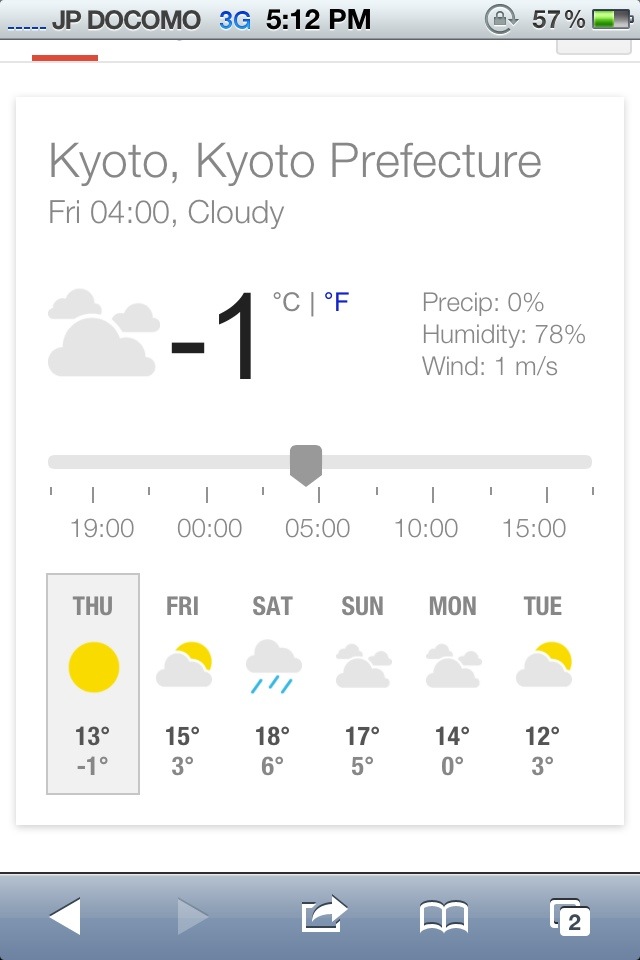 JP DOCOMO 3G 5:12 PM 57%
Kyoto, Kyoto Prefecture
Fri 04:00, Cloudy
-1 °C | °F
Precip: 0%
Humidity: 78%
Wind: 1 m/s
19:00 00:00 05:00 10:00 15:00
THU FRI SAT SUN MON TUE
13° 15° 18° 17° 14° 12°
-1° 3° 6° 5° 0° 3°
2